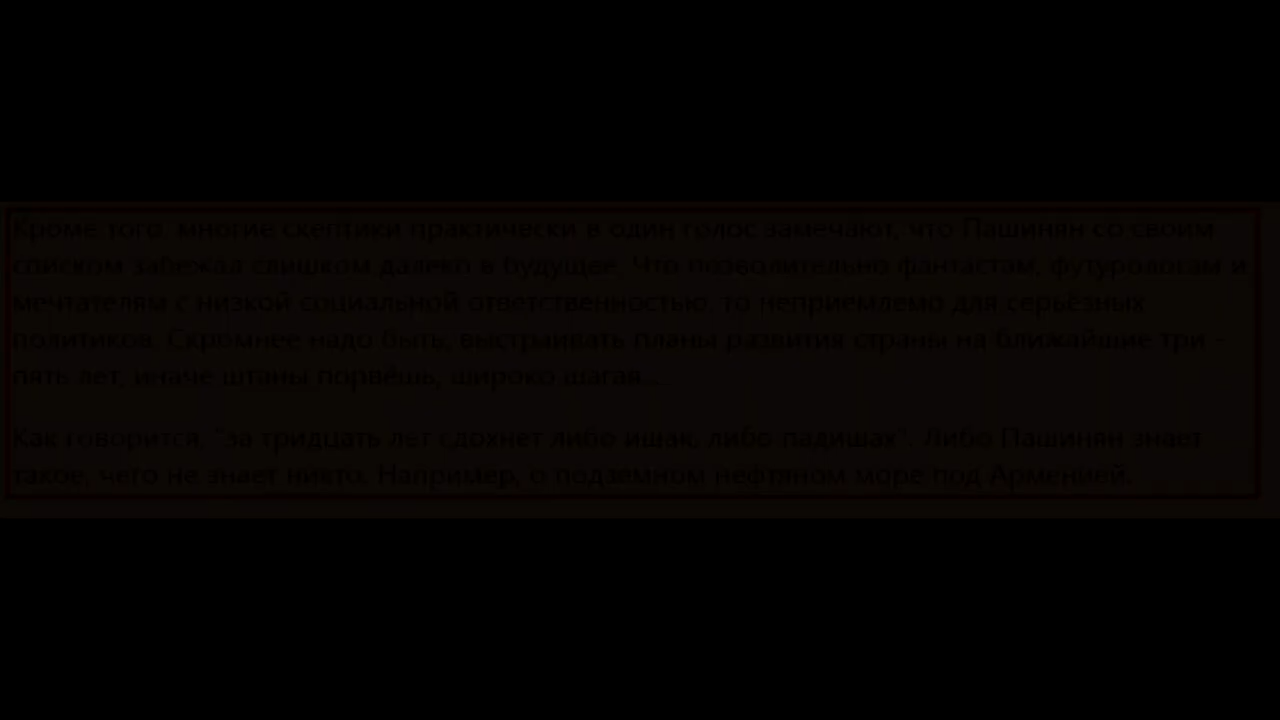 Кроме того, многие скептики практически в один голос замечают, что Пашинян со своим
списком забежал слишком далеко в будущее. Что позволительно фантастам, футурологам и
мечтателям с низкой социальной ответственностью, то неприемлемо для серьёзных
политиков. Скромнее надо быть, выстраивать планы развития страны на ближайшие три -
пять лет, иначе штаны порвёшь, широко шагая...
Как говорится, "за тридцать лет сдохнет либо ишак, либо падишах". Либо Пашинян знает
такое, чего не знает никто. Например, о подземном нефтяном море под Арменией.